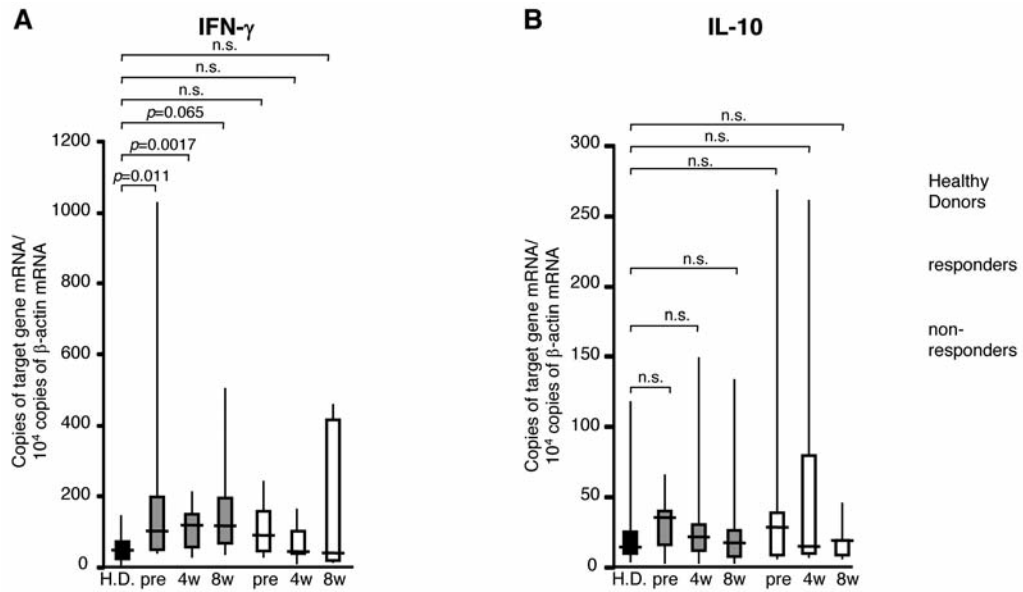 A
IFN-γ
n.s.
n.s.
n.s.
p=0.065
p=0.0017
p=0.011
1200
1000
800
600
400
200
0
Copies of target gene mRNA/
10⁴ copies of β-actin mRNA
H.D. pre 4w 8w pre 4w 8w
B
IL-10
n.s.
n.s.
n.s.
n.s.
n.s.
n.s.
300
250
200
150
100
50
0
Copies of target gene mRNA/
10⁴ copies of β-actin mRNA
H.D. pre 4w 8w pre 4w 8w
Healthy
Donors
responders
non-
responders